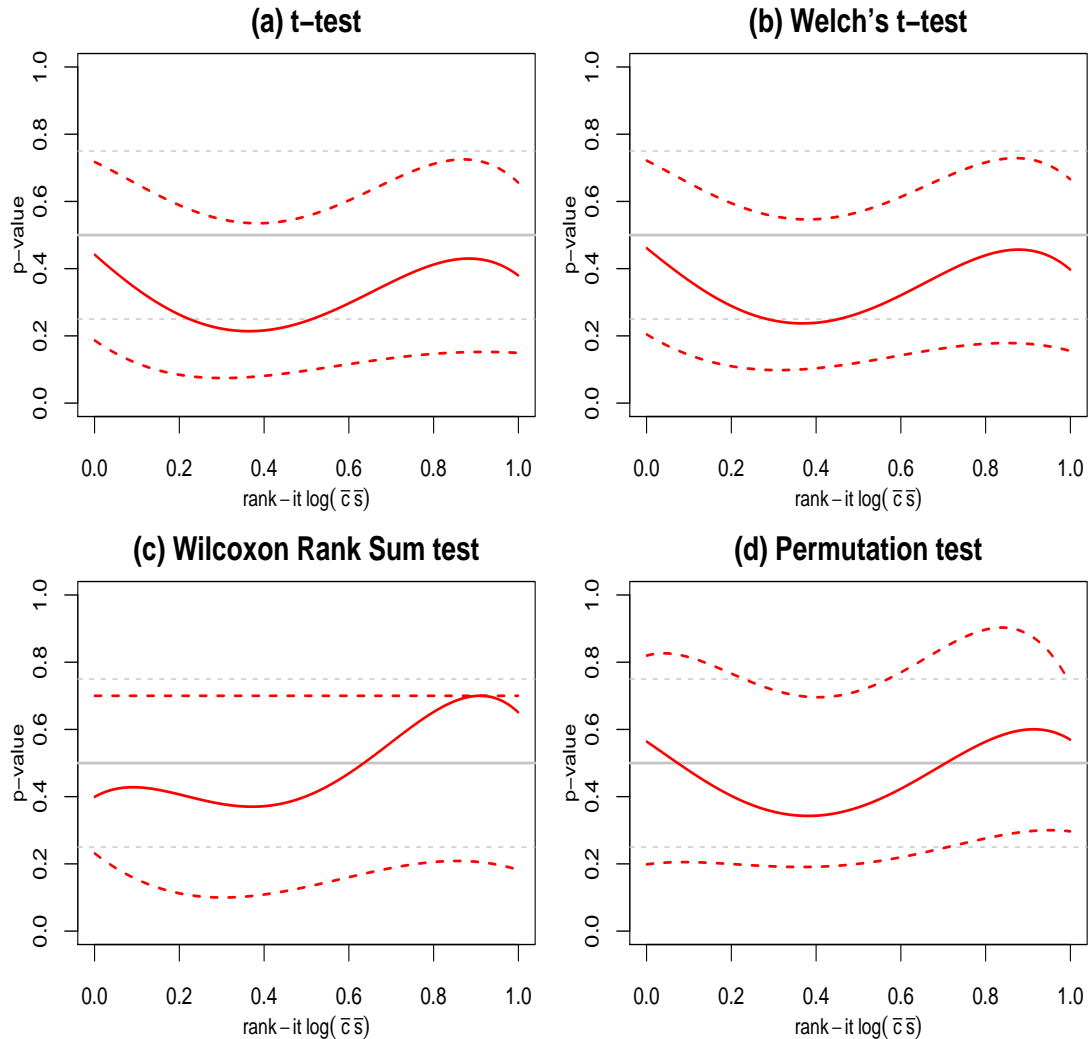 (a) t−test
1.0
0.8
0.6
0.4
0.2
0.0
p−value
0.0 0.2 0.4 0.6 0.8 1.0
rank−it log( c̅ s̅)
(b) Welch's t−test
1.0
0.8
0.6
0.4
0.2
0.0
p−value
0.0 0.2 0.4 0.6 0.8 1.0
rank−it log( c̅ s̅)
(c) Wilcoxon Rank Sum test
1.0
0.8
0.6
0.4
0.2
0.0
p−value
0.0 0.2 0.4 0.6 0.8 1.0
rank−it log( c̅ s̅)
(d) Permutation test
1.0
0.8
0.6
0.4
0.2
0.0
p−value
0.0 0.2 0.4 0.6 0.8 1.0
rank−it log( c̅ s̅)